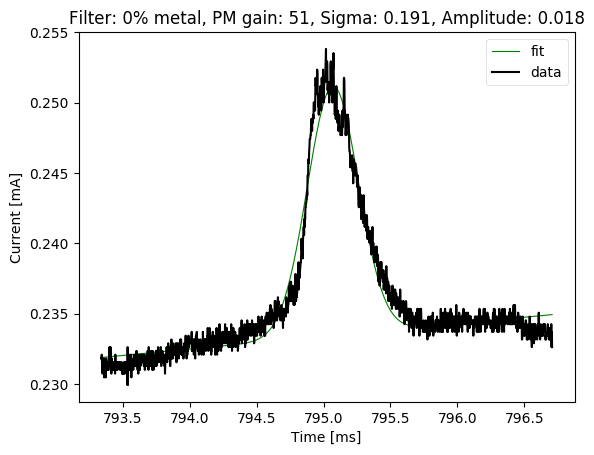 Filter: 0% metal, PM gain: 51, Sigma: 0.191, Amplitude: 0.018
fit
data
Current [mA]
0.255
0.250
0.245
0.240
0.235
0.230
793.5 794.0 794.5 795.0 795.5 796.0 796.5
Time [ms]